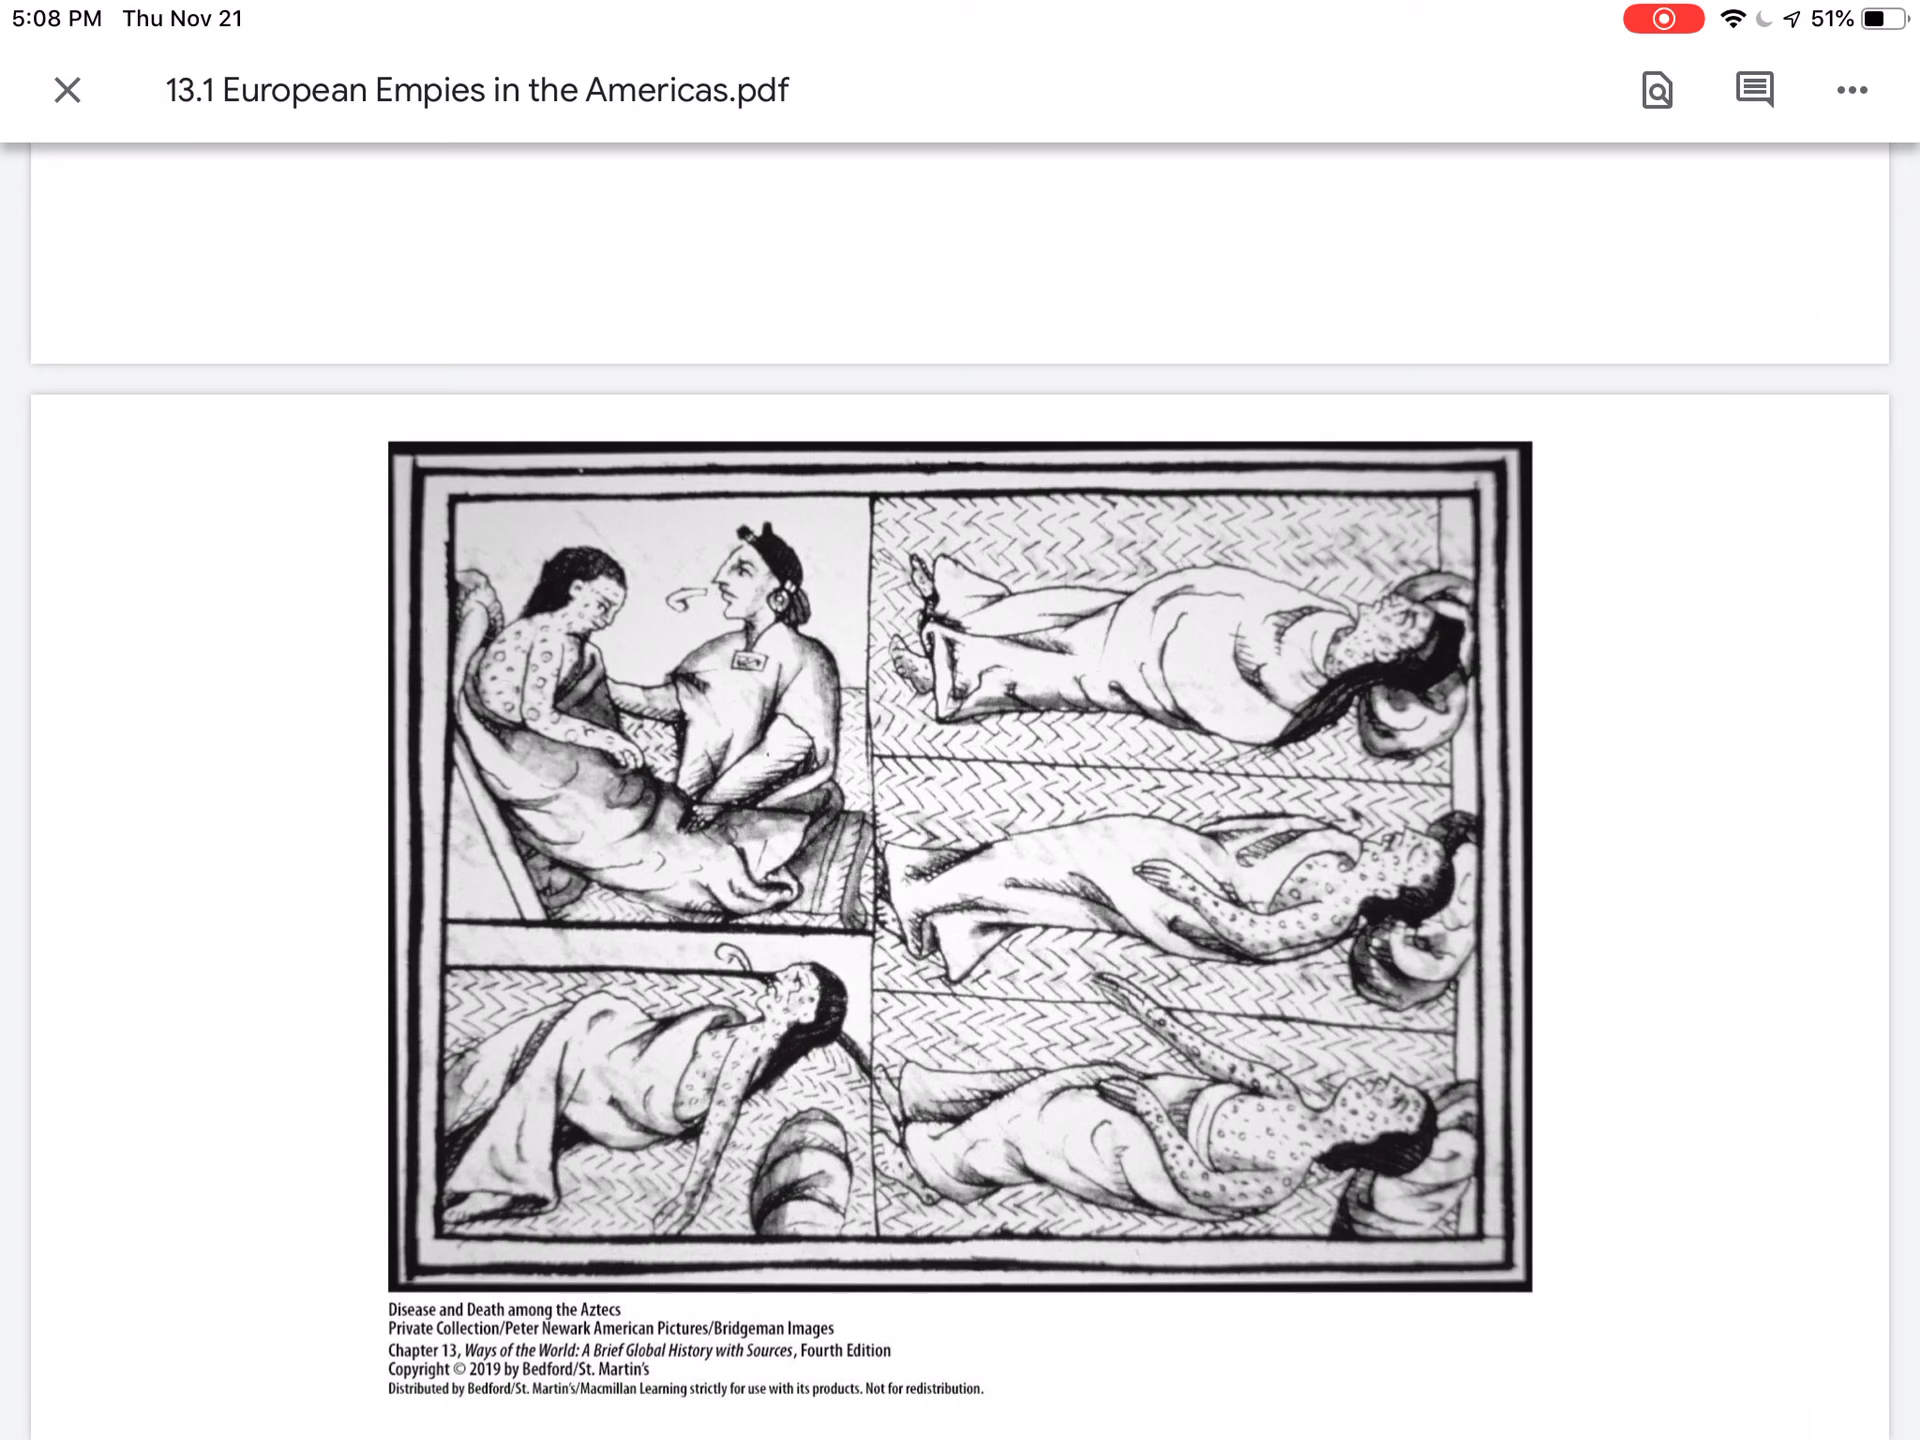 5:08 PM Thu Nov 21
51%
13.1 European Empies in the Americas.pdf
Disease and Death among the Aztecs
Private Collection/Peter Newark American Pictures/Bridgeman Images
Chapter 13, Ways of the World: A Brief Global History with Sources, Fourth Edition
Copyright © 2019 by Bedford/St. Martin's
Distributed by Bedford/St. Martin's/Macmillan Learning strictly for use with its products. Not for redistribution.